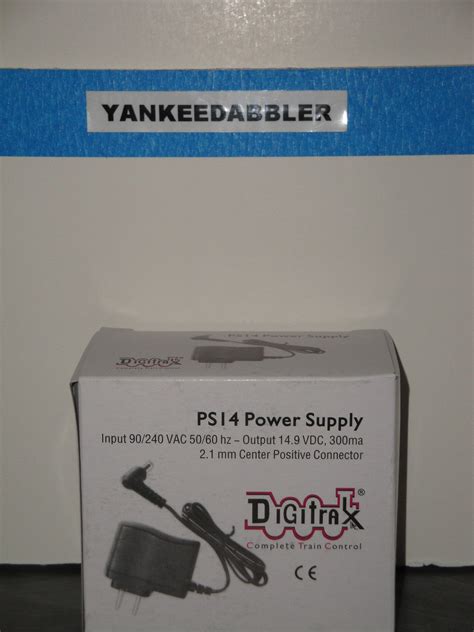 YANKEEDABBLER
PS14 Power Supply
DIGITRAX
PS14 Power Supply
Input 90/240 VAC 50/60 hz – Output 14.9 VDC, 300ma
2.1 mm Center Positive Connector
DIGITRAX ®
Complete Train Control
CE